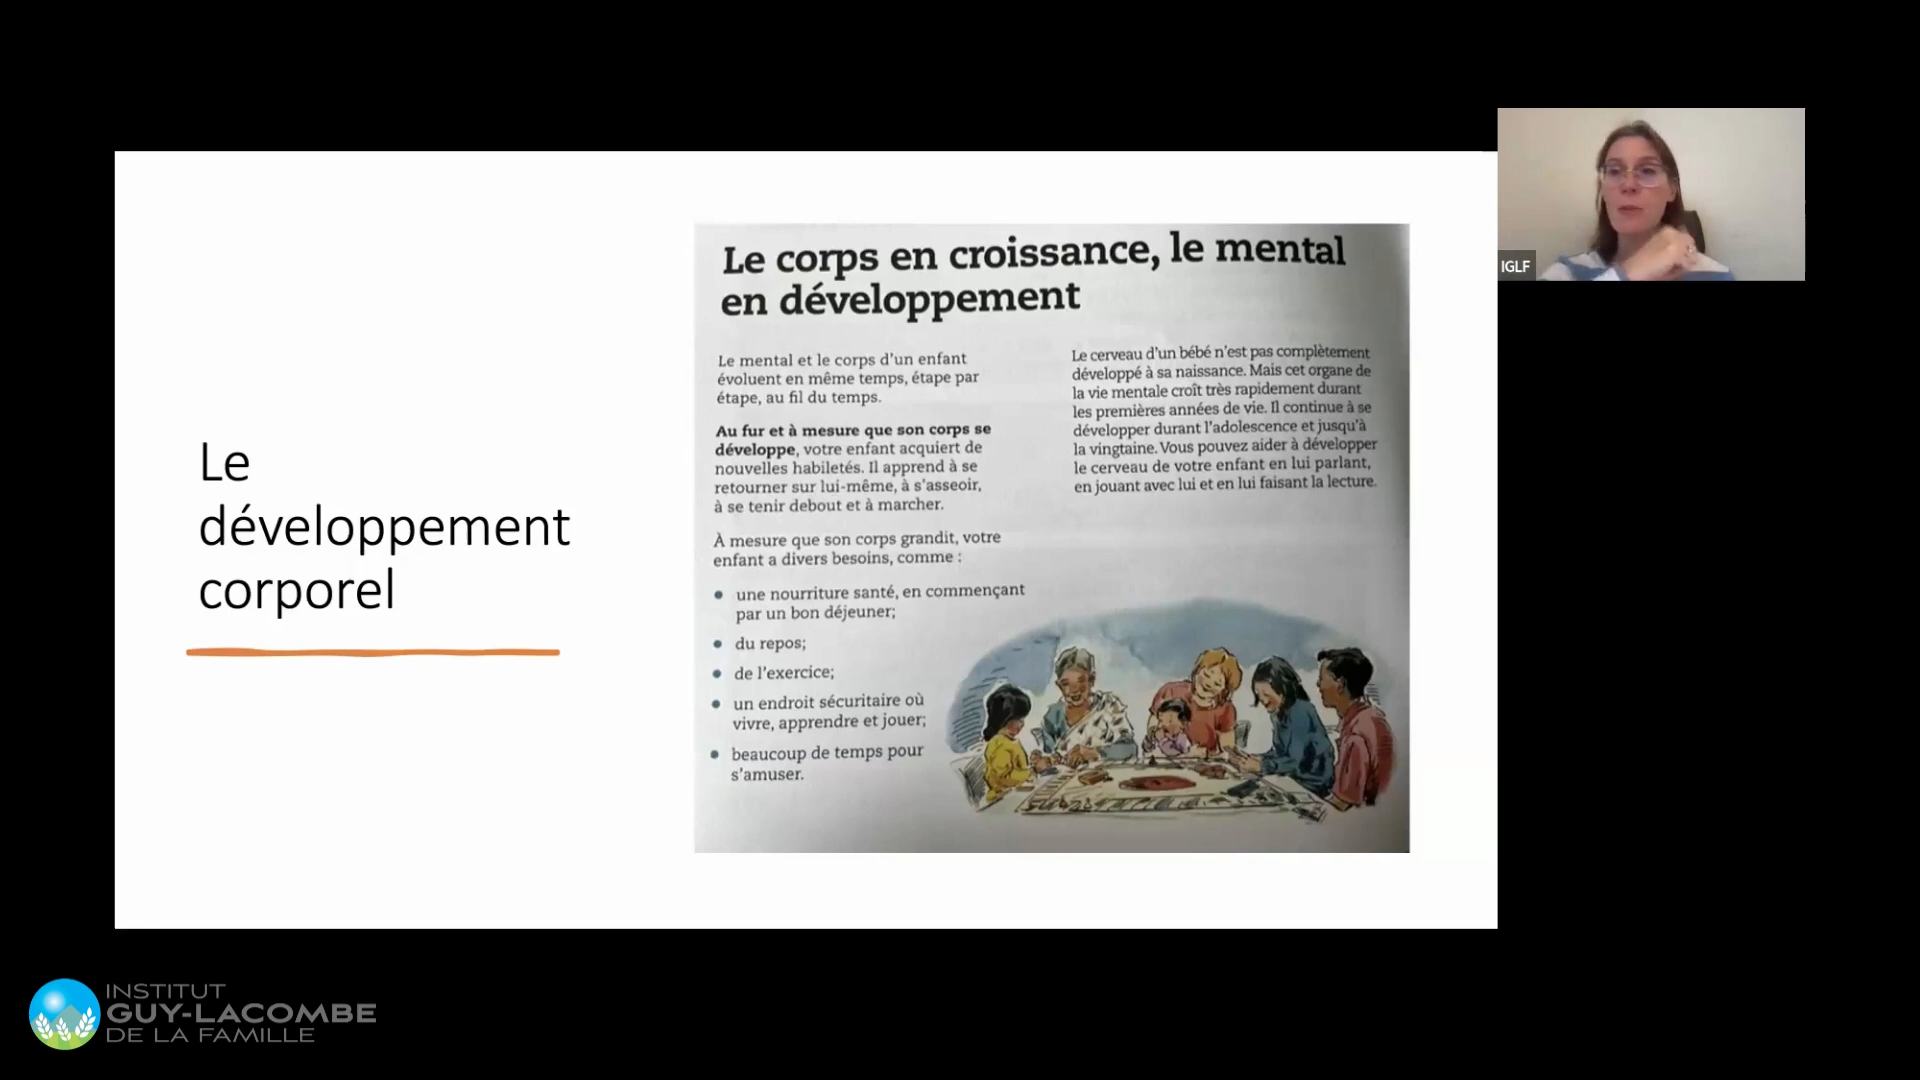 Le
développement
corporel
Le corps en croissance, le mental
en développement
Le mental et le corps d'un enfant
évoluent en même temps, étape par
étape, au fil du temps.
Au fur et à mesure que son corps se
développe, votre enfant acquiert de
nouvelles habiletés. Il apprend à se
retourner sur lui-même, à s'asseoir,
à se tenir debout et à marcher.
À mesure que son corps grandit, votre
enfant a divers besoins, comme :
• une nourriture santé, en commençant
par un bon déjeuner;
• du repos;
• de l'exercice;
• un endroit sécuritaire où
vivre, apprendre et jouer;
• beaucoup de temps pour
s'amuser.
Le cerveau d'un bébé n'est pas complètement
développé à sa naissance. Mais cet organe de
la vie mentale croît très rapidement durant
les premières années de vie. Il continue à se
développer durant l'adolescence et jusqu'à
la vingtaine. Vous pouvez aider à développer
le cerveau de votre enfant en lui parlant,
en jouant avec lui et en lui faisant la lecture.
IGLF
INSTITUT
GUY-LACOMBE
DE LA FAMILLE